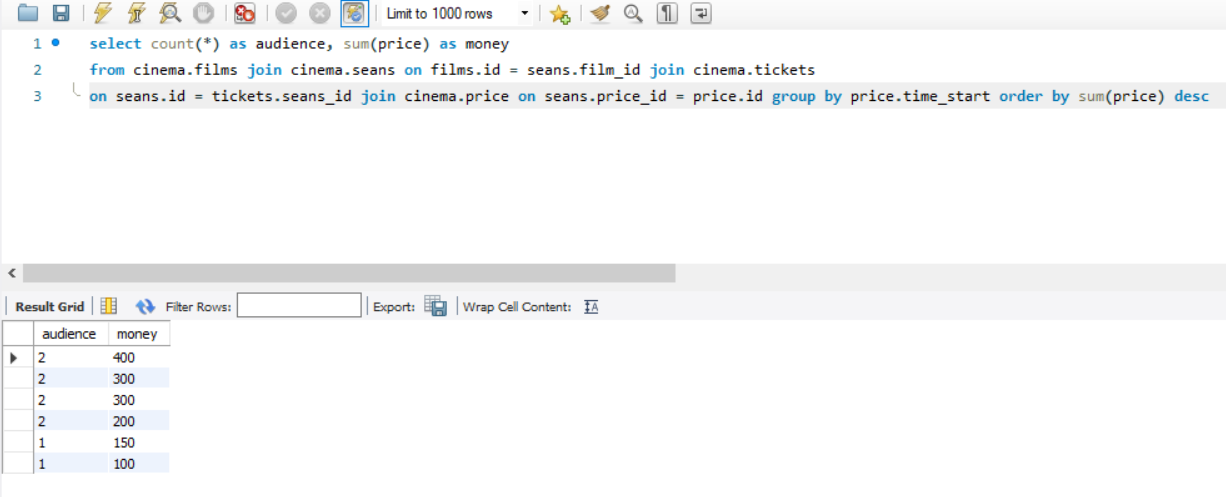 Limit to 1000 rows
1 select count(*) as audience, sum(price) as money
2 from cinema.films join cinema.seans on films.id = seans.film_id join cinema.tickets
3 on seans.id = tickets.seans_id join cinema.price on seans.price_id = price.id group by price.time_start order by sum(price) desc
Result Grid Filter Rows: Export: Wrap Cell Content:
audience money
2 400
2 300
2 300
2 200
1 150
1 100